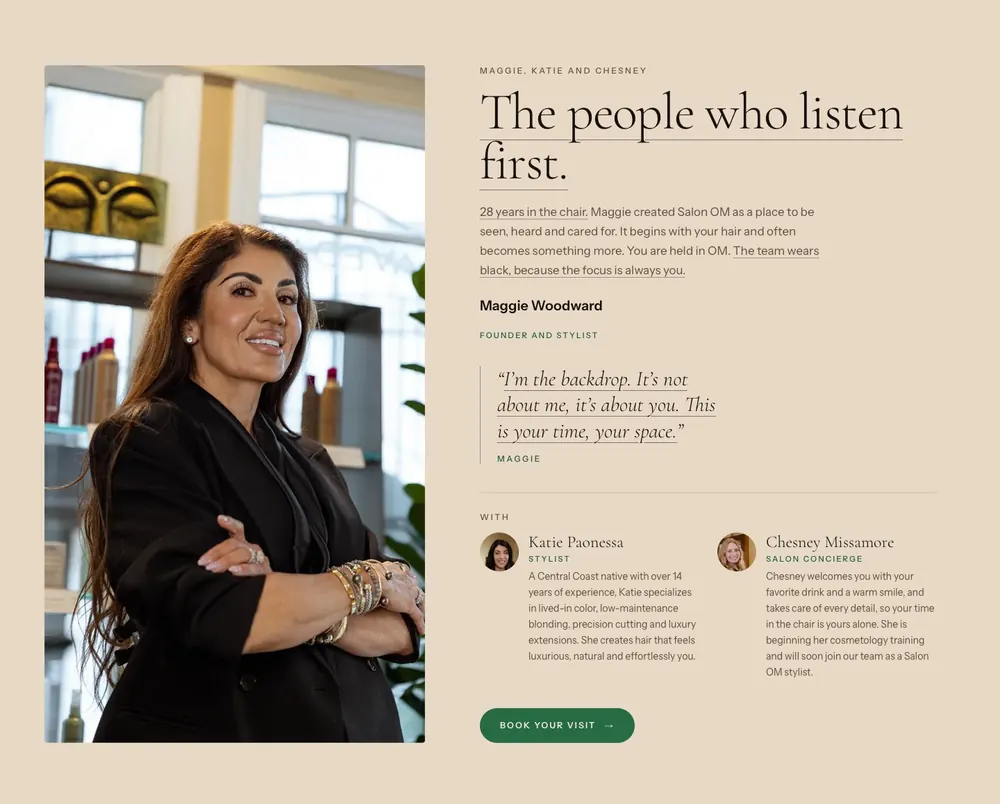 MAGGIE, KATIE AND CHESNEY
The people who listen
first.
28 years in the chair. Maggie created Salon OM as a place to be
seen, heard and cared for. It begins with your hair and often
becomes something more. You are held in OM. The team wears
black, because the focus is always you.
Maggie Woodward
FOUNDER AND STYLIST
“I’m the backdrop. It’s not
about me, it’s about you. This
is your time, your space.”
MAGGIE
WITH
Katie Paonessa
STYLIST
A Central Coast native with over 14
years of experience, Katie specializes
in lived-in color, low-maintenance
blonding, precision cutting and luxury
extensions. She creates hair that feels
luxurious, natural and effortlessly you.
Chesney Missamore
SALON CONCIERGE
Chesney welcomes you with your
favorite drink and a warm smile, and
takes care of every detail, so your time
in the chair is yours alone. She is
beginning her cosmetology training
and will soon join our team as a Salon
OM stylist.
BOOK YOUR VISIT →